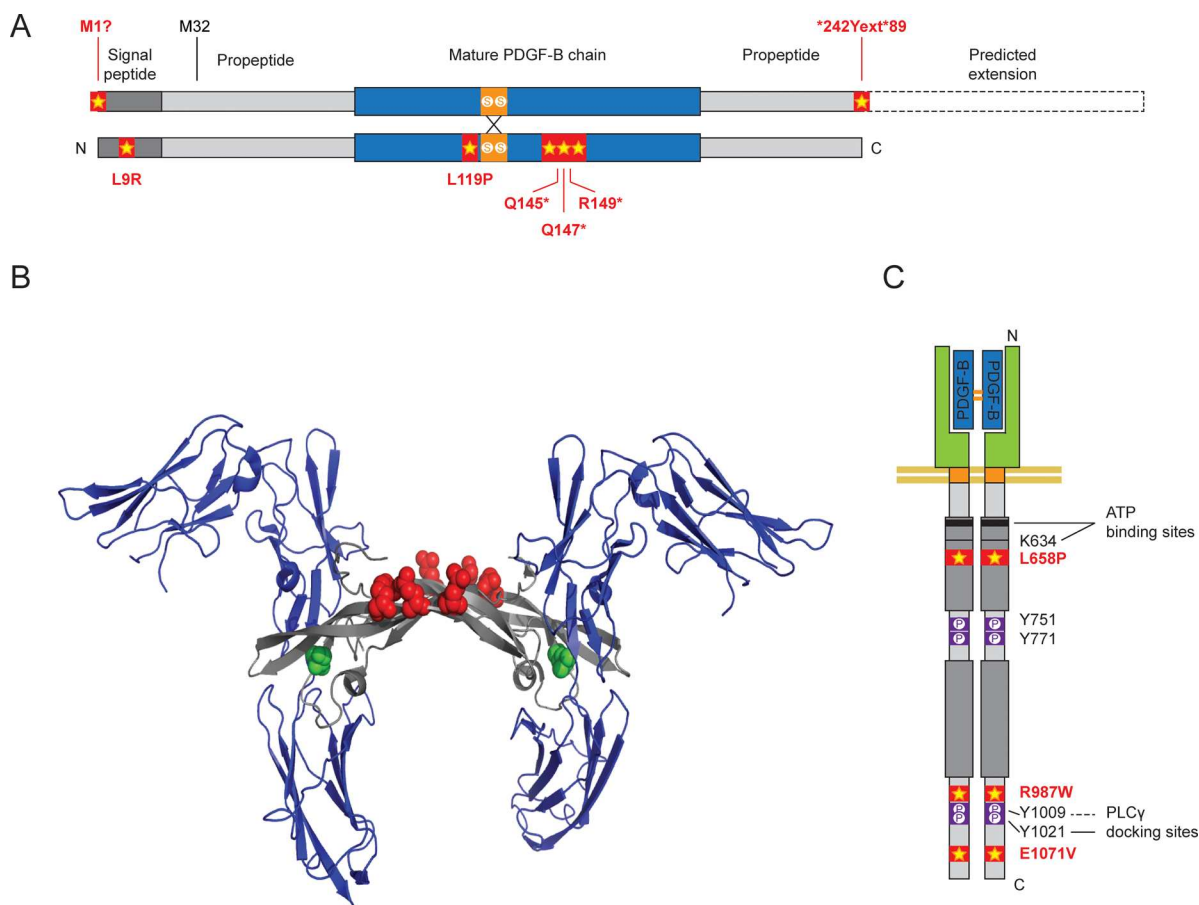 A
M1?
M32
*242Yext*89
Signal
peptide
Propeptide
Mature PDGF-B chain
Propeptide
Predicted
extension
S S
N
S S
C
L9R
L119P
Q145*
R149*
Q147*
B
C
N
PDGF-B
PDGF-B
ATP
binding sites
K634
L658P
P P
Y751
P P
Y771
R987W
P P
Y1009
PLCγ
P P
Y1021
docking sites
E1071V
C